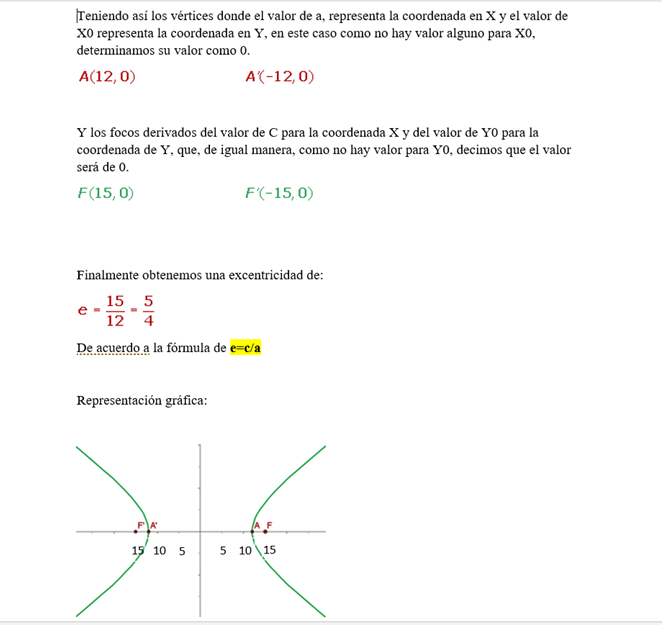 Teniendo así los vértices donde el valor de a, representa la coordenada en X y el valor de
X0 representa la coordenada en Y, en este caso como no hay valor alguno para X0,
determinamos su valor como 0.
A(12, 0) A′(−12, 0)
Y los focos derivados del valor de C para la coordenada X y del valor de Y0 para la
coordenada de Y, que, de igual manera, como no hay valor para Y0, decimos que el valor
será de 0.
F(15, 0) F′(−15, 0)
Finalmente obtenemos una excentricidad de:
e = 15/12 = 5/4
De acuerdo a la fórmula de e=c/a
Representación gráfica:
F' A' A F
15 10 5 5 10 15